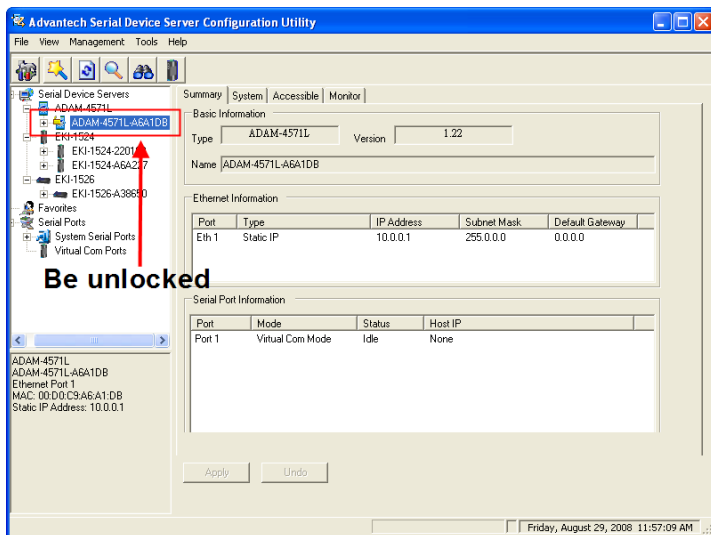 Advantech Serial Device Server Configuration Utility
File View Management Tools Help
Serial Device Servers
ADAM-4571L
ADAM-4571L-A6A1DB
EKI-1524
EKI-1524-A6A227
EKI-1526
EKI-1526-A38650
Favorites
Serial Ports
System Serial Ports
Virtual Com Ports
Be unlocked
ADAM-4571L
ADAM-4571L-A6A1DB
Ethernet Port 1
MAC: 00:D0:C9:A6:A1:DB
Static IP Address: 10.0.0.1
Summary System Accessible Monitor
Basic Information
Type ADAM-4571L Version 1.22
Name ADAM-4571L-A6A1DB
Ethernet Information
Port Type IP Address Subnet Mask Default Gateway
Eth 1 Static IP 10.0.0.1 255.0.0.0 0.0.0.0
Serial Port Information
Port Mode Status Host IP
Port 1 Virtual Com Mode Idle None
Apply Undo
Friday, August 29, 2008 11:57:09 AM